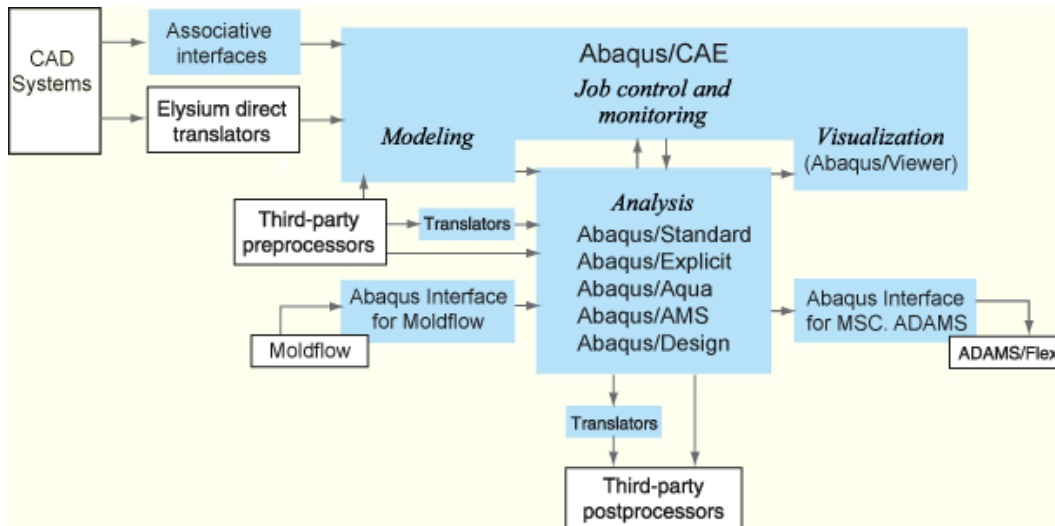 CAD
Systems
Associative
interfaces
Elysium direct
translators
Abaqus/CAE
Job control and
monitoring
Modeling
Visualization
(Abaqus/Viewer)
Third-party
preprocessors
Translators
Analysis
Abaqus/Standard
Abaqus/Explicit
Abaqus/Aqua
Abaqus/AMS
Abaqus/Design
Abaqus Interface
for Moldflow
Moldflow
Abaqus Interface
for MSC. ADAMS
ADAMS/Flex
Translators
Third-party
postprocessors